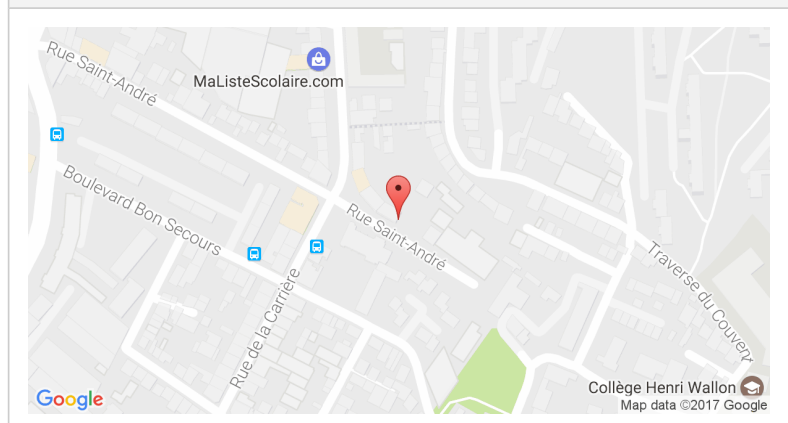 Rue Saint-André
MaListeScolaire.com
Boulevard Bon Secours
Rue Saint-André
Rue de la Carrière
Traverse du Couvent
Collège Henri Wallon
Google
Map data ©2017 Google